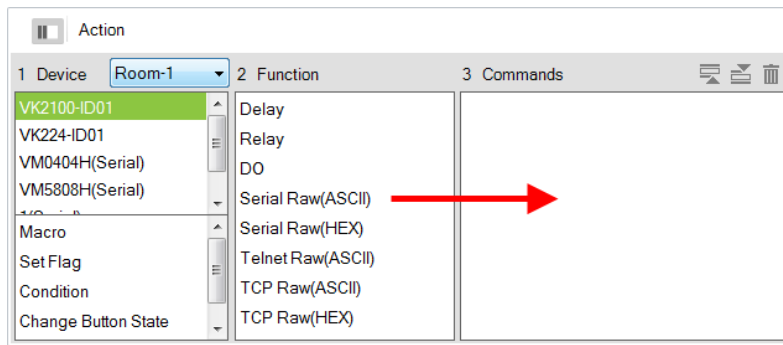 Action
1 Device Room-1 2 Function 3 Commands
VK2100-ID01
VK224-ID01
VM0404H(Serial)
VM5808H(Serial)
Macro
Set Flag
Condition
Change Button State
Delay
Relay
DO
Serial Raw(ASCII)
Serial Raw(HEX)
Telnet Raw(ASCII)
TCP Raw(ASCII)
TCP Raw(HEX)